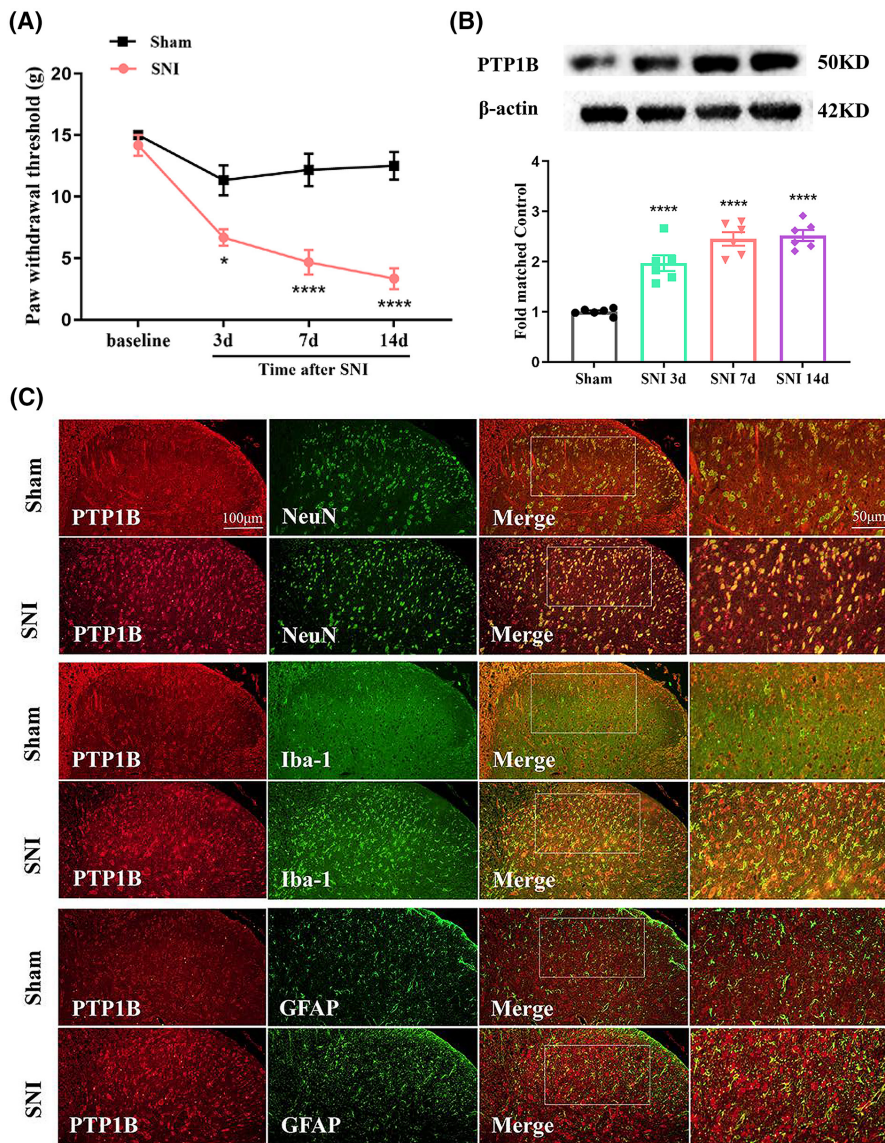 (A)
Sham
SNI
Paw withdrawal threshold (g)
20
15
10
5
0
*
****
****
baseline 3d 7d 14d
Time after SNI
(B)
PTP1B 50KD
β-actin 42KD
Fold matched Control
4
3
2
1
0
**** **** ****
Sham SNI 3d SNI 7d SNI 14d
(C)
Sham
PTP1B 100μm NeuN Merge 50μm
SNI
PTP1B NeuN Merge
Sham
PTP1B Iba-1 Merge
SNI
PTP1B Iba-1 Merge
Sham
PTP1B GFAP Merge
SNI
PTP1B GFAP Merge